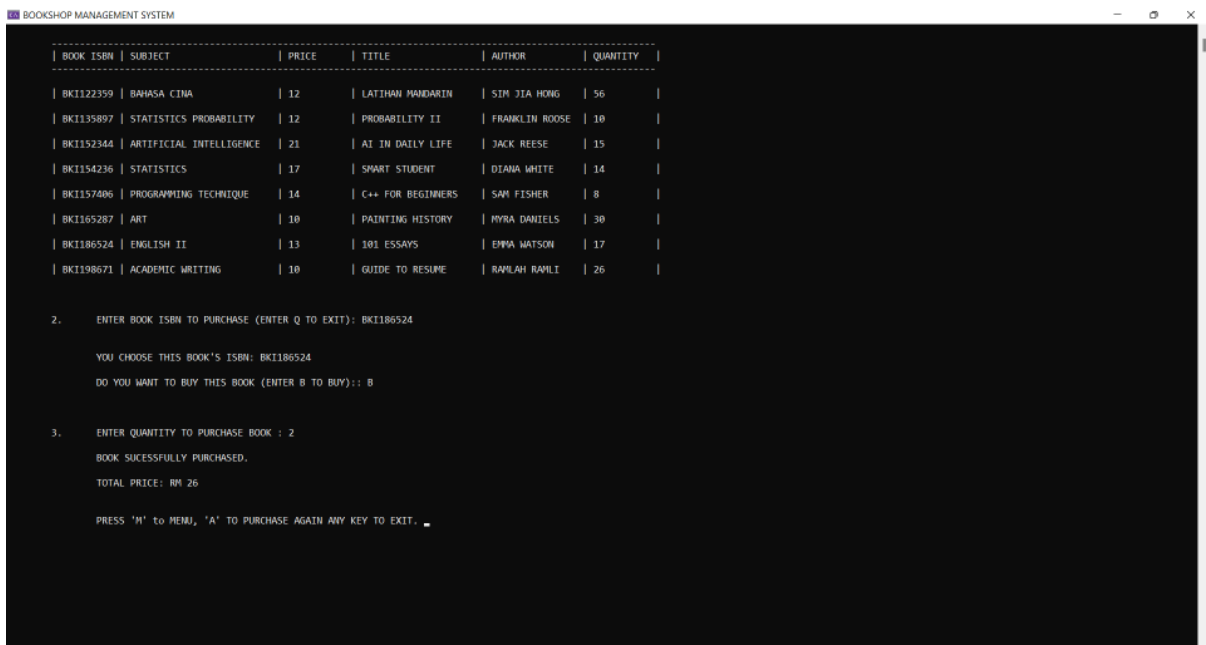 BOOKSHOP MANAGEMENT SYSTEM
| BOOK ISBN | SUBJECT | PRICE | TITLE | AUTHOR | QUANTITY |
| BKI122359 | BAHASA CINA | 12 | LATIHAN MANDARIN | SIM JIA HONG | 56 |
| BKI135897 | STATISTICS PROBABILITY | 12 | PROBABILITY II | FRANKLIN ROOSE | 10 |
| BKI152344 | ARTIFICIAL INTELLIGENCE | 21 | AI IN DAILY LIFE | JACK REESE | 15 |
| BKI154236 | STATISTICS | 17 | SMART STUDENT | DIANA WHITE | 14 |
| BKI157406 | PROGRAMMING TECHNIQUE | 14 | C++ FOR BEGINNERS | SAM FISHER | 8 |
| BKI165287 | ART | 10 | PAINTING HISTORY | MYRA DANIELS | 30 |
| BKI186524 | ENGLISH II | 13 | 101 ESSAYS | EMMA WATSON | 17 |
| BKI198671 | ACADEMIC WRITING | 10 | GUIDE TO RESUME | RAMLAH RAMLI | 26 |
2. ENTER BOOK ISBN TO PURCHASE (ENTER Q TO EXIT): BKI186524
YOU CHOOSE THIS BOOK'S ISBN: BKI186524
DO YOU WANT TO BUY THIS BOOK (ENTER B TO BUY):: B
3. ENTER QUANTITY TO PURCHASE BOOK : 2
BOOK SUCESSFULLY PURCHASED.
TOTAL PRICE: RM 26
PRESS 'M' to MENU, 'A' TO PURCHASE AGAIN ANY KEY TO EXIT. _